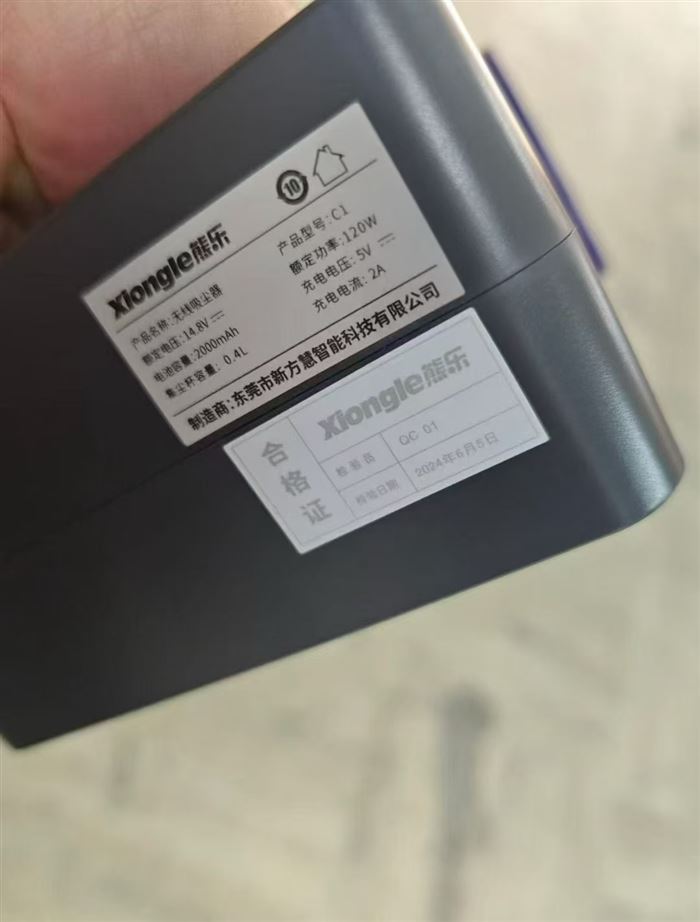 10
Xiongle熊乐
产品名称:无线吸尘器
产品型号:C1
额定电压:14.8V
额定功率:120W
电池容量:2000mAh
充电电压:5V
集尘杯容量:0.4L
充电电流:2A
制造商:东莞市新方慧智能科技有限公司
Xiongle熊乐
合格证
检验员 QC 01
检验日期 2024年6月5日